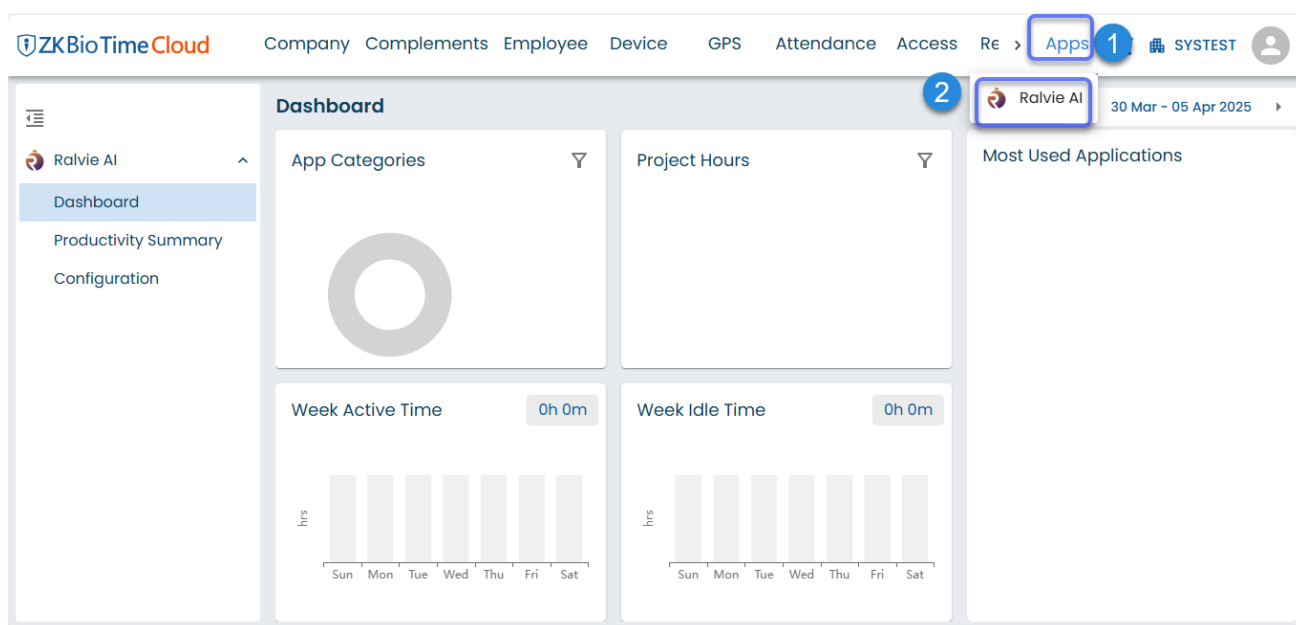 ZKBioTime Cloud
Company Complements Employee Device GPS Attendance Access Re Apps 1 SYSTEST
2 Ralvie AI
Dashboard 30 Mar - 05 Apr 2025
Ralvie AI
Dashboard
Productivity Summary
Configuration
App Categories
Project Hours
Most Used Applications
Week Active Time 0h 0m
hrs
Sun Mon Tue Wed Thu Fri Sat
Week Idle Time 0h 0m
hrs
Sun Mon Tue Wed Thu Fri Sat